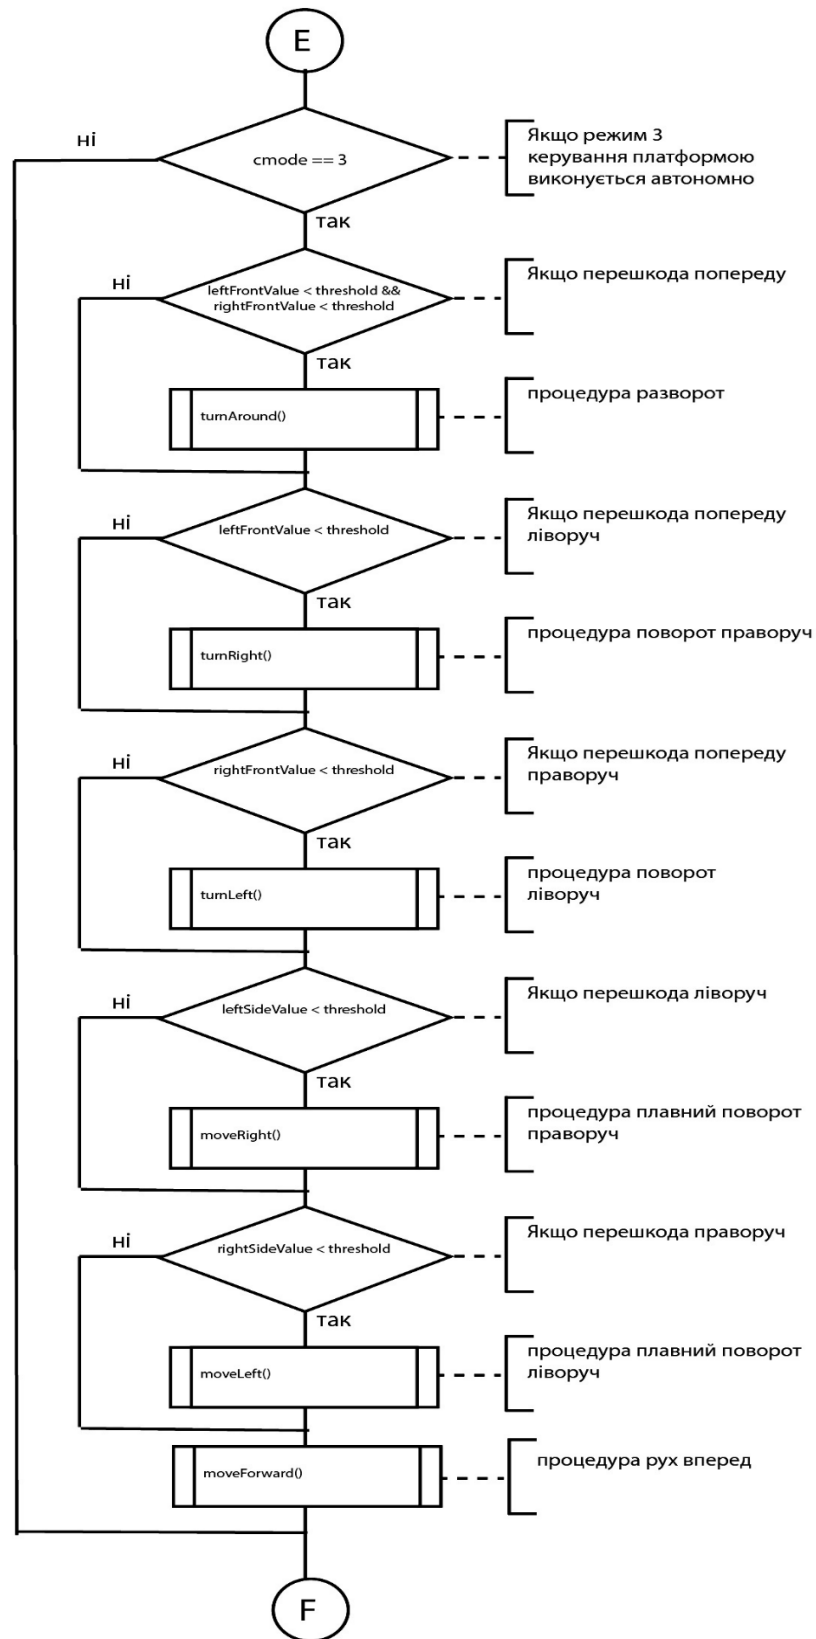 E
ні
cmode == 3
Якщо режим 3
керування платформою
виконується автономно
так
ні
leftFrontValue < threshold &&
rightFrontValue < threshold
Якщо перешкода попереду
так
turnAround()
процедура разворот
ні
leftFrontValue < threshold
Якщо перешкода попереду
ліворуч
так
turnRight()
процедура поворот праворуч
ні
rightFrontValue < threshold
Якщо перешкода попереду
праворуч
так
turnLeft()
процедура поворот
ліворуч
ні
leftSideValue < threshold
Якщо перешкода ліворуч
так
moveRight()
процедура плавний поворот
праворуч
ні
rightSideValue < threshold
Якщо перешкода праворуч
так
moveLeft()
процедура плавний поворот
ліворуч
moveForward()
процедура рух вперед
F